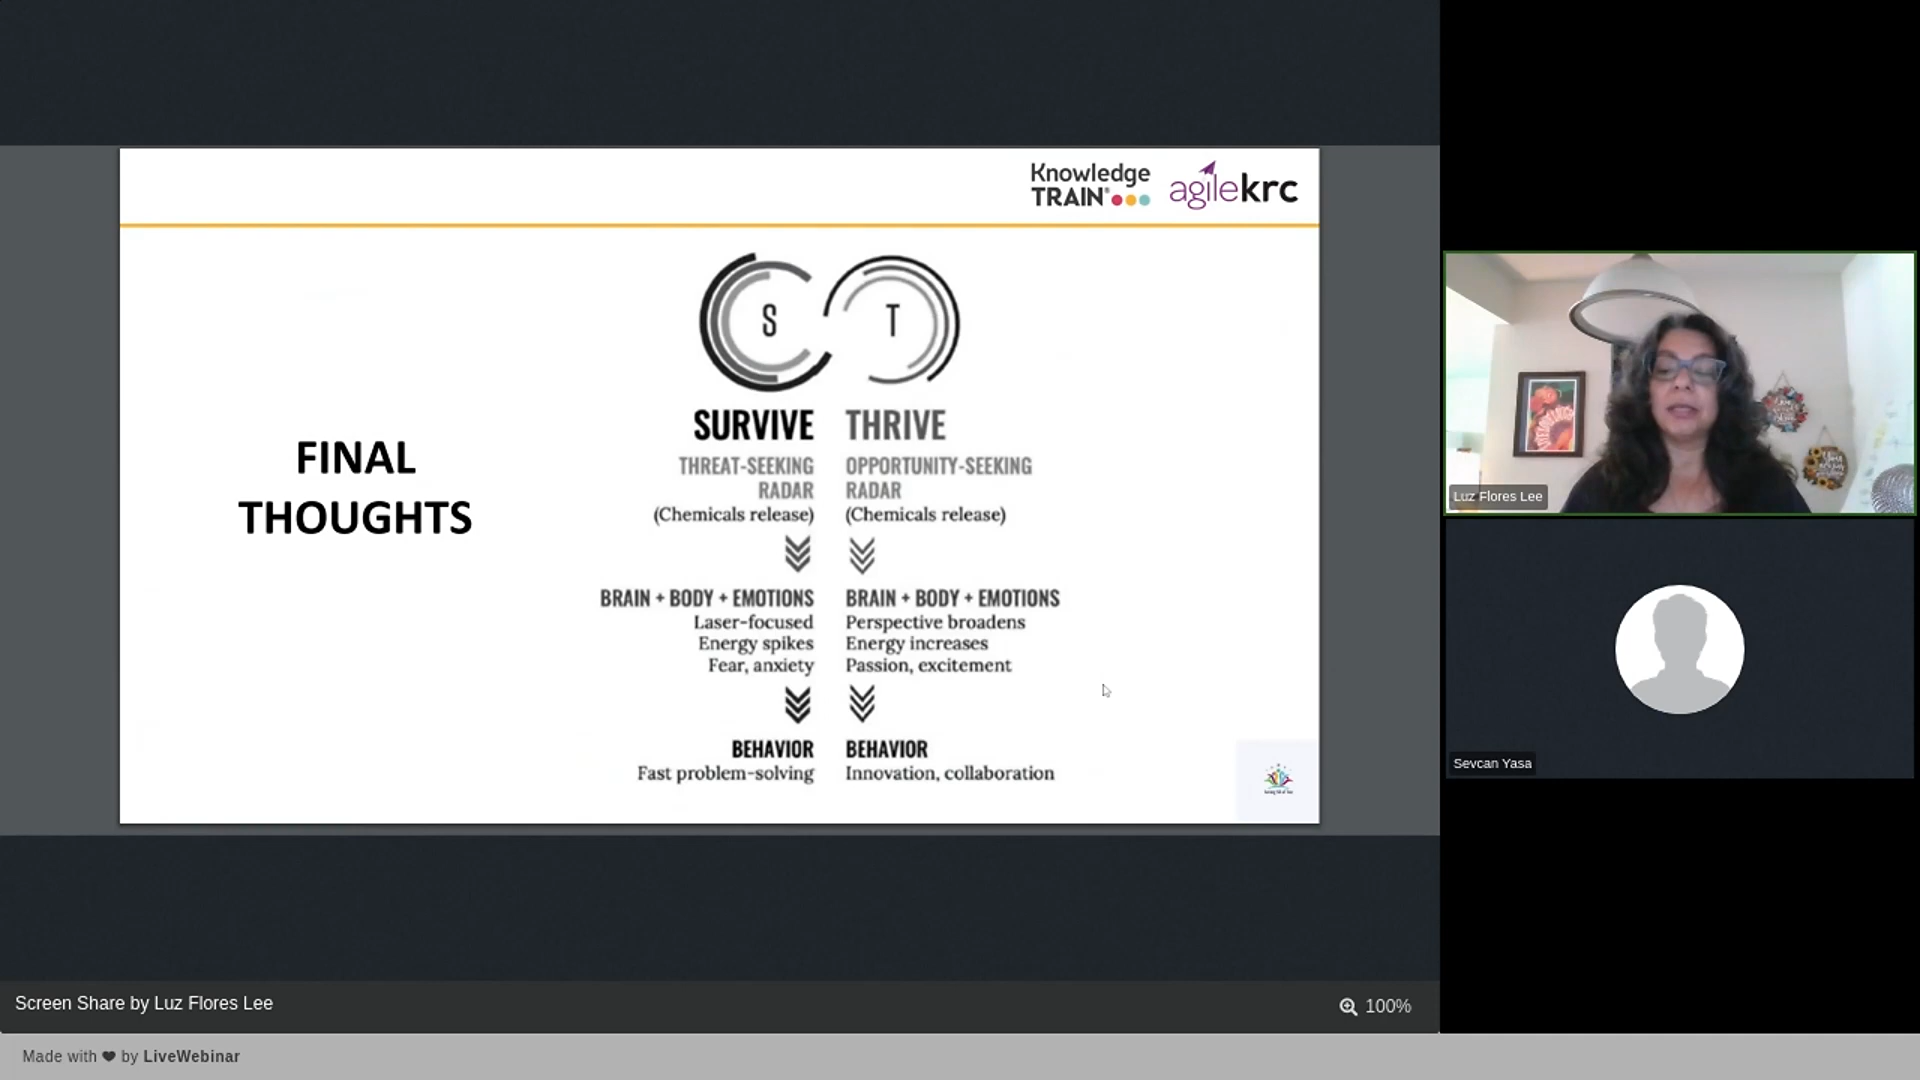 Knowledge
TRAIN®
agilekrc
FINAL
THOUGHTS
S
T
SURVIVE
THREAT-SEEKING
RADAR
(Chemicals release)
BRAIN + BODY + EMOTIONS
Laser-focused
Energy spikes
Fear, anxiety
BEHAVIOR
Fast problem-solving
THRIVE
OPPORTUNITY-SEEKING
RADAR
(Chemicals release)
BRAIN + BODY + EMOTIONS
Perspective broadens
Energy increases
Passion, excitement
BEHAVIOR
Innovation, collaboration
Luz Flores Lee
Sevcan Yasa
Screen Share by Luz Flores Lee
100%
Made with ❤ by LiveWebinar